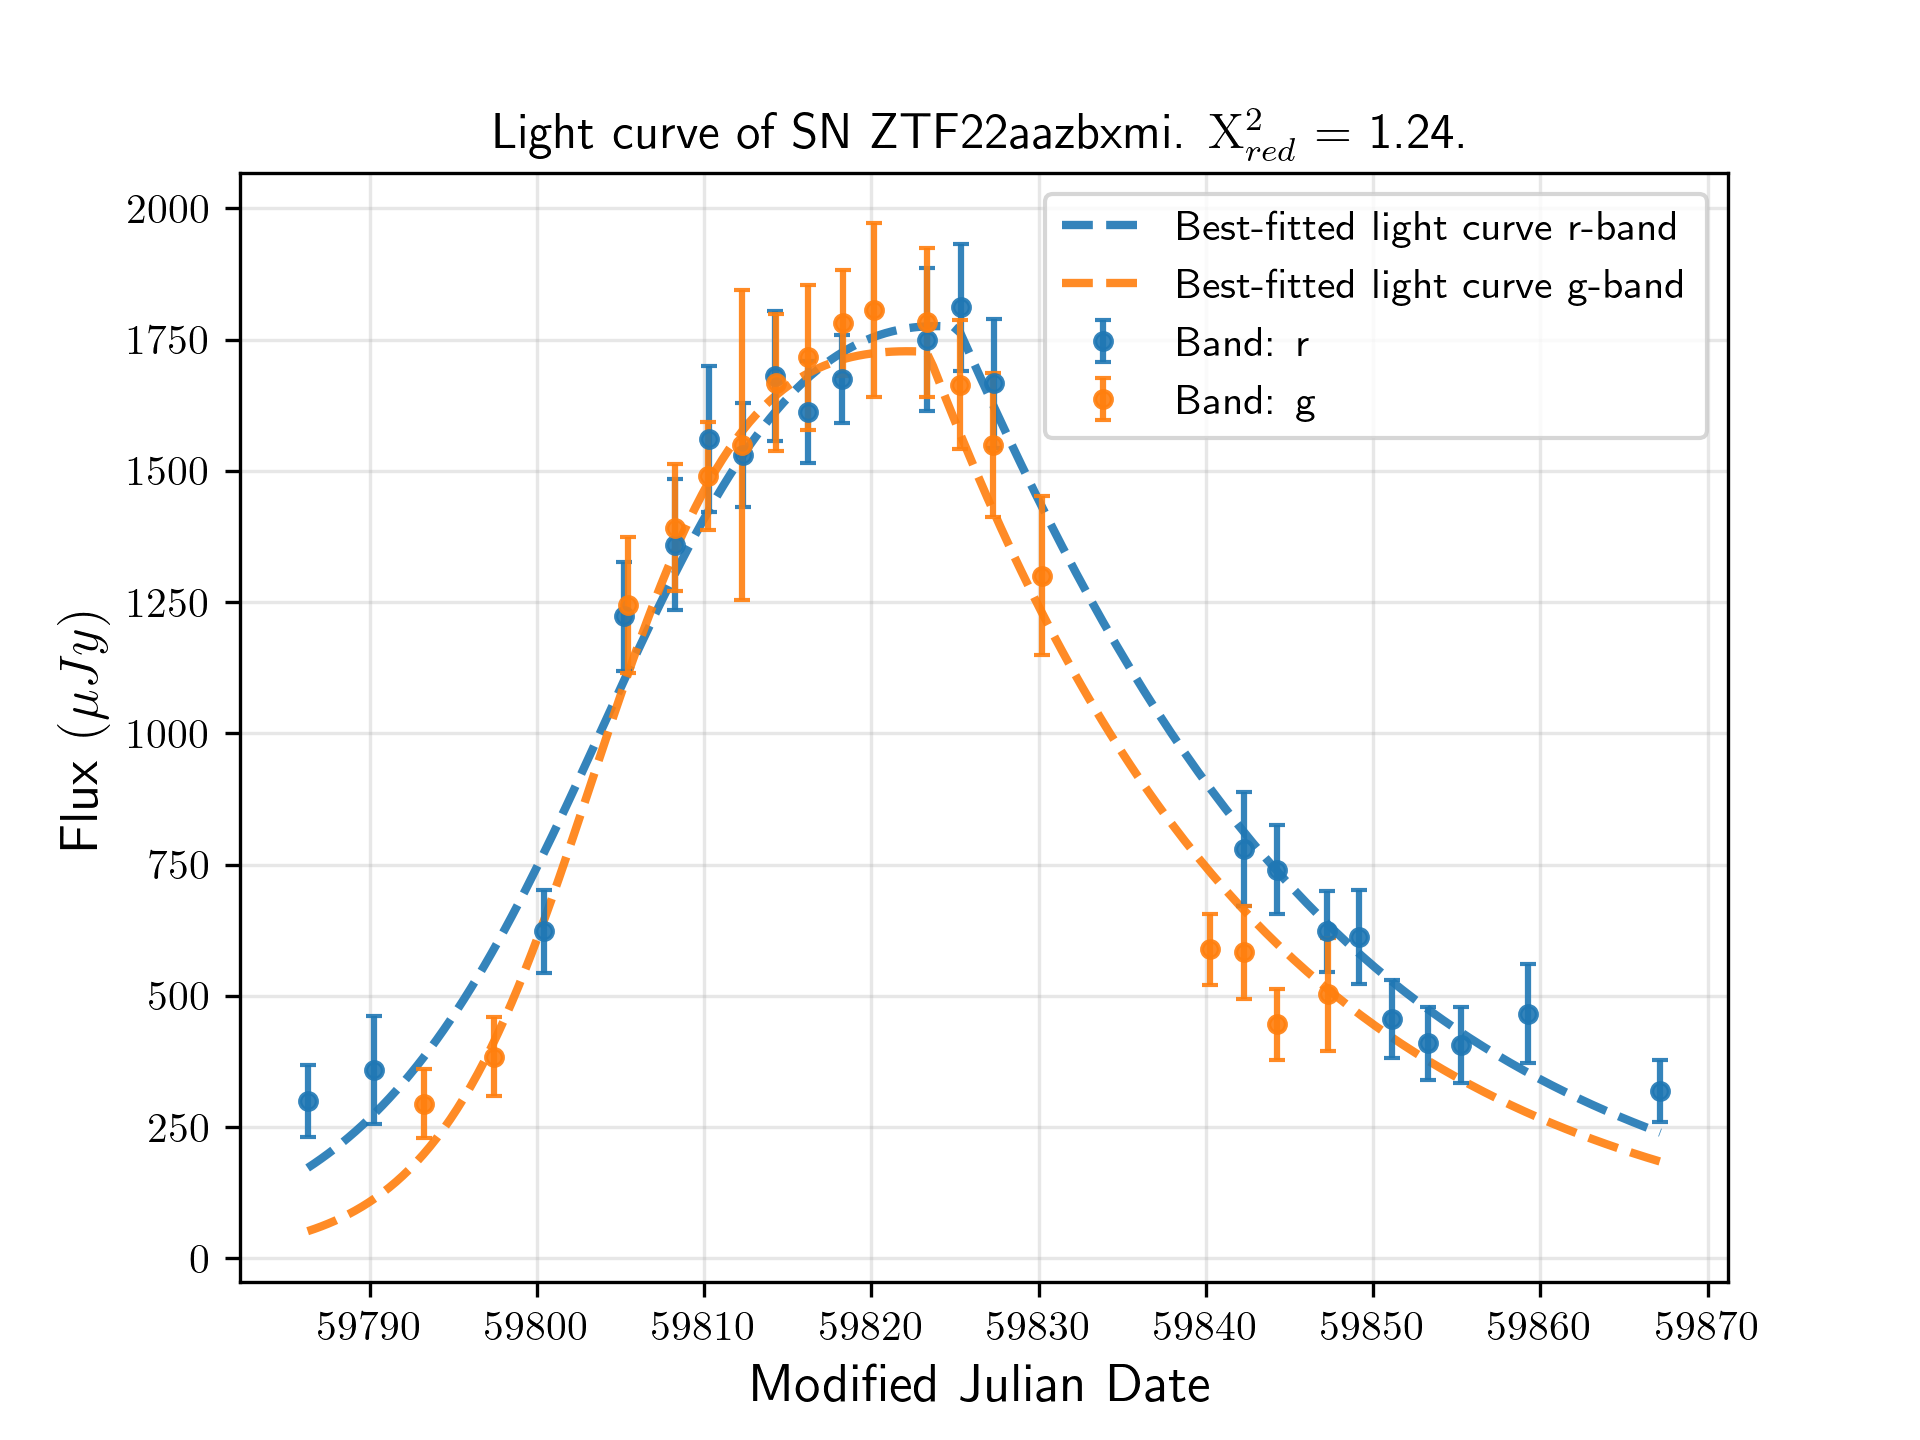 Light curve of SN ZTF22aazbxmi. X²red = 1.24.
2000
1750
1500
1250
1000
750
500
250
0
Flux (μJy)
Best-fitted light curve r-band
Best-fitted light curve g-band
Band: r
Band: g
59790 59800 59810 59820 59830 59840 59850 59860 59870
Modified Julian Date